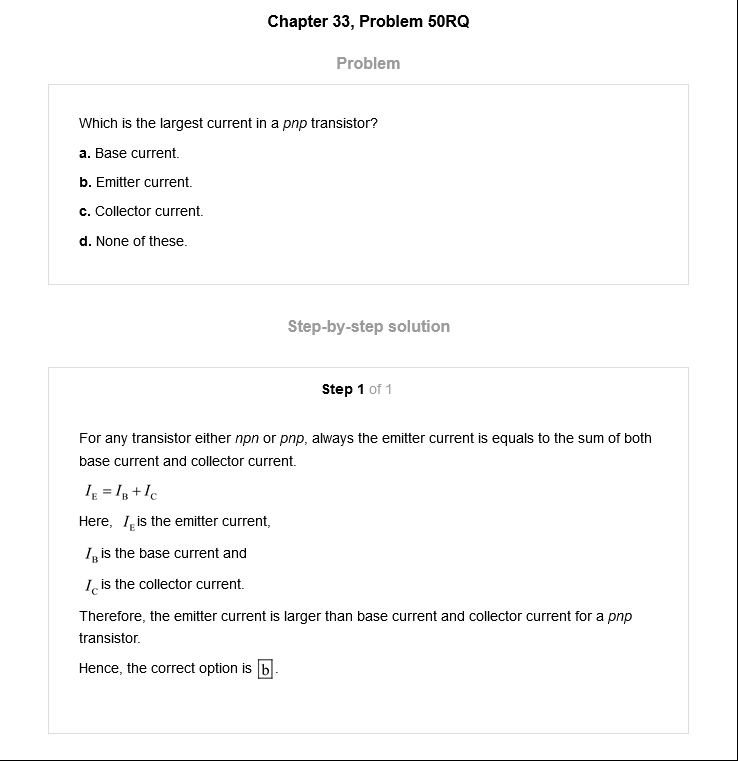 Chapter 33, Problem 50RQ
Problem
Which is the largest current in a pnp transistor?
a. Base current.
b. Emitter current.
c. Collector current.
d. None of these.
Step-by-step solution
Step 1 of 1
For any transistor either npn or pnp, always the emitter current is equals to the sum of both
base current and collector current.
I_E = I_B + I_C
Here, I_E is the emitter current,
I_B is the base current and
I_C is the collector current.
Therefore, the emitter current is larger than base current and collector current for a pnp
transistor.
Hence, the correct option is b.